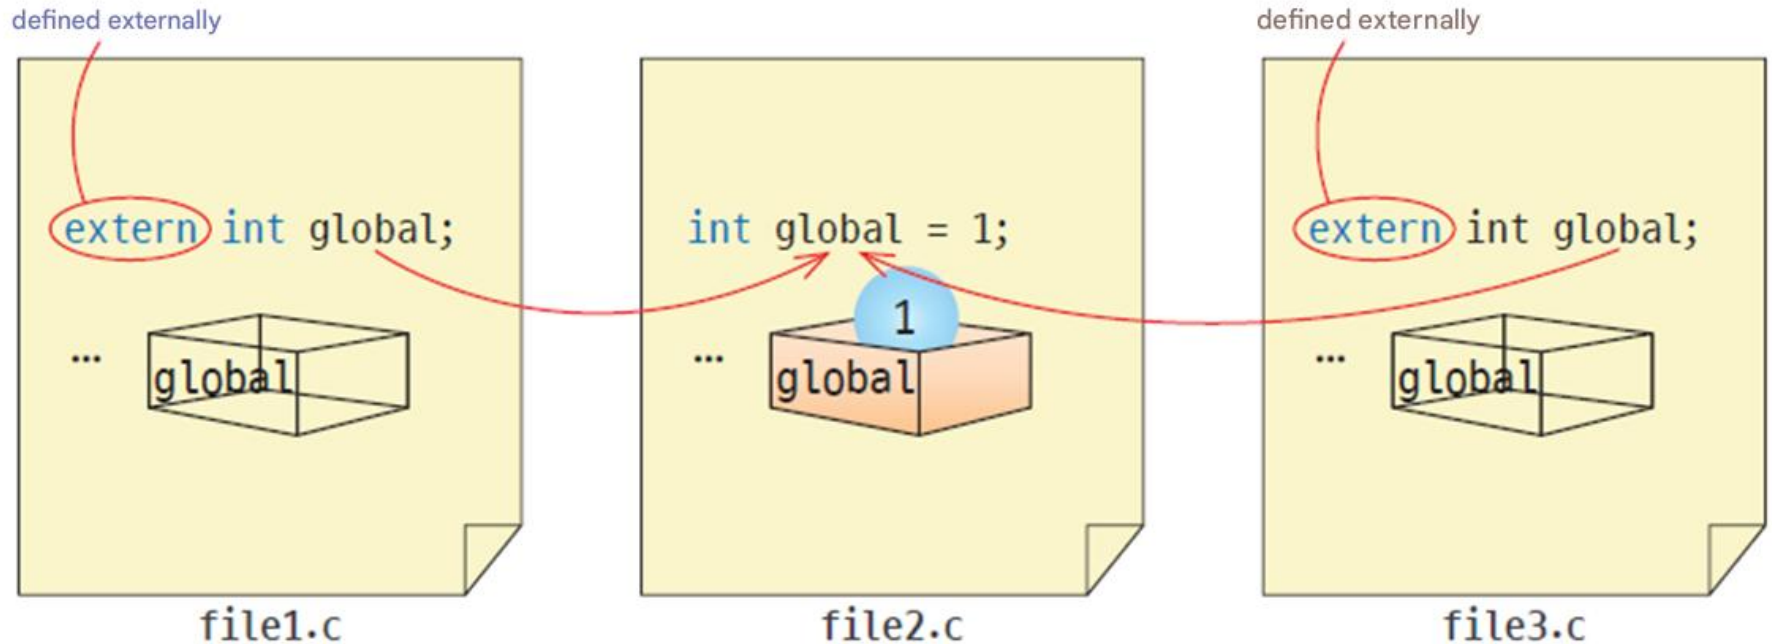 defined externally
extern int global;
... global
file1.c
int global = 1;
1
... global
file2.c
defined externally
extern int global;
... global
file3.c